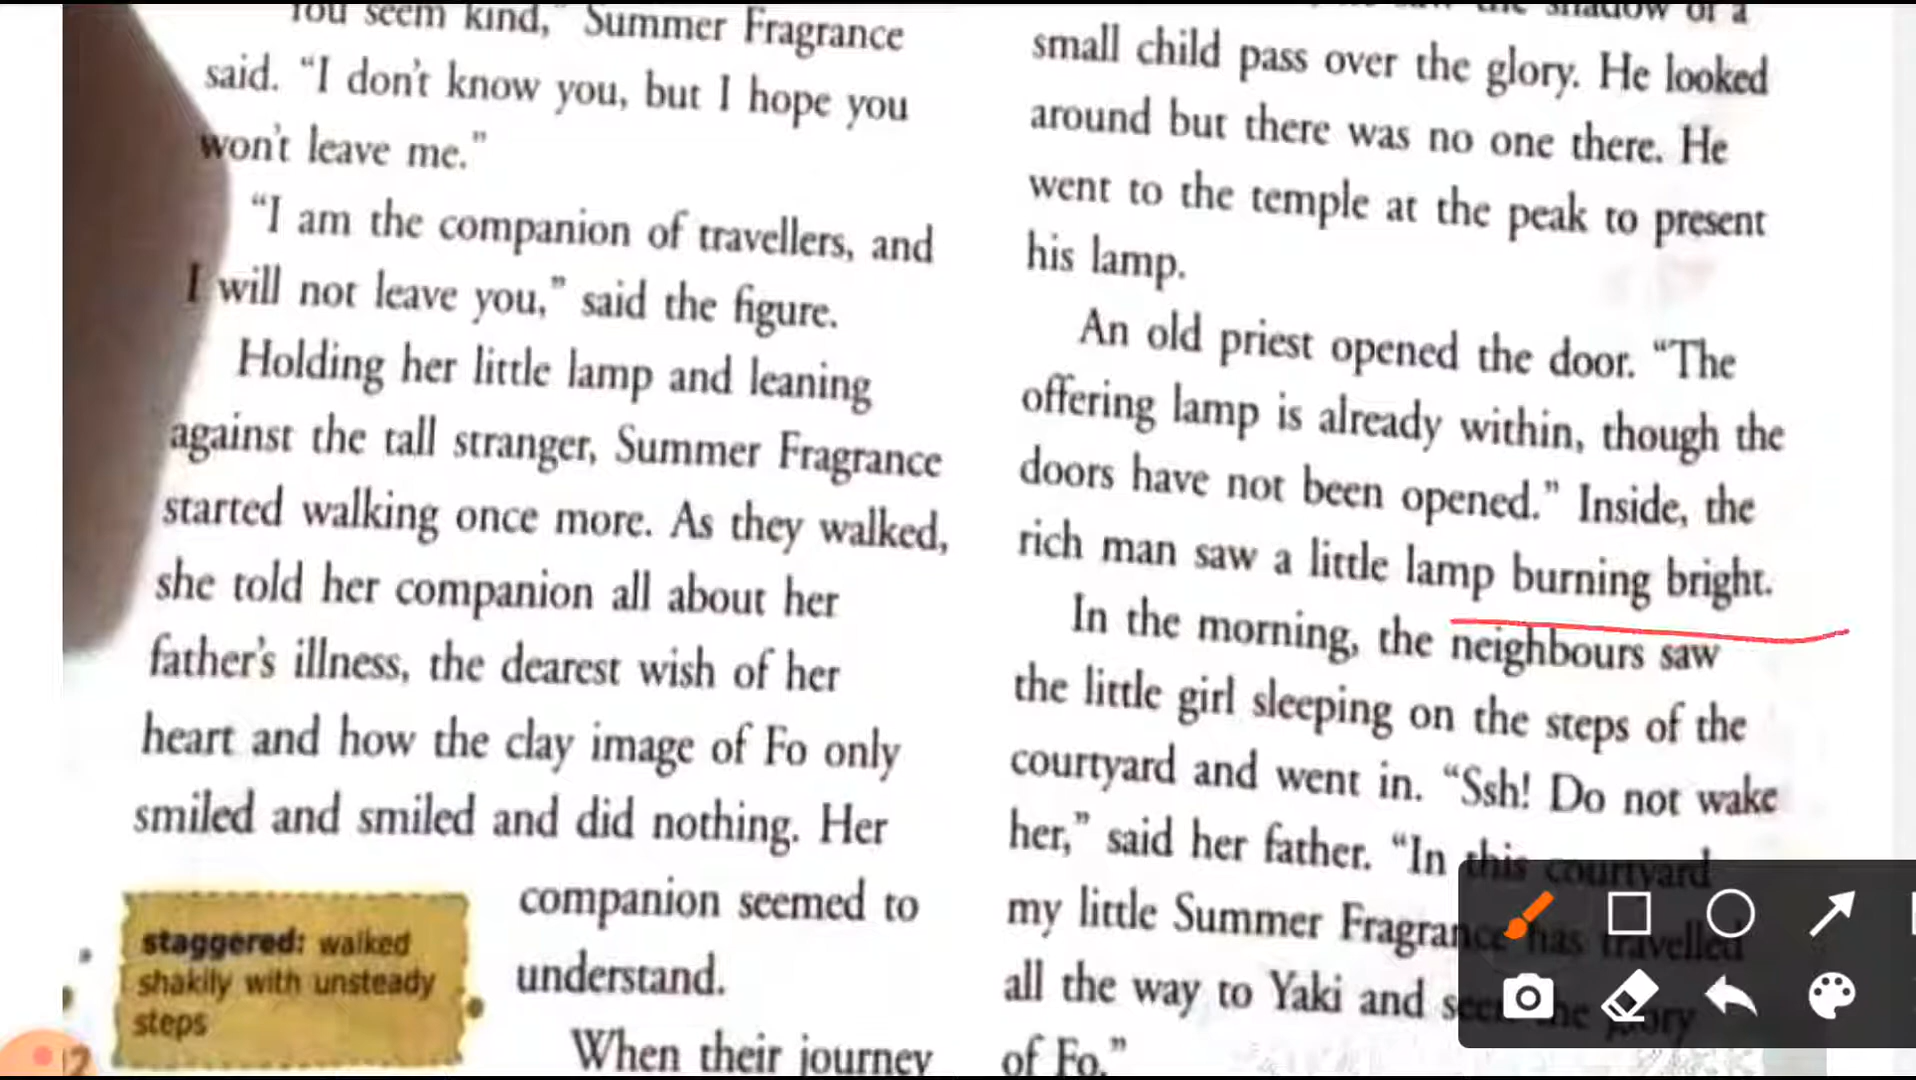 You seem kind," Summer Fragrance
said. "I don't know you, but I hope you
won't leave me."
"I am the companion of travellers, and
I will not leave you," said the figure.
Holding her little lamp and leaning
against the tall stranger, Summer Fragrance
started walking once more. As they walked,
she told her companion all about her
father's illness, the dearest wish of her
heart and how the clay image of Fo only
smiled and smiled and did nothing. Her
companion seemed to
understand.
When their journey
staggered: walked
shakily with unsteady
steps
the shadow of a
small child pass over the glory. He looked
around but there was no one there. He
went to the temple at the peak to present
his lamp.
An old priest opened the door. "The
offering lamp is already within, though the
doors have not been opened." Inside, the
rich man saw a little lamp burning bright.
In the morning, the neighbours saw
the little girl sleeping on the steps of the
courtyard and went in. "Ssh! Do not wake
her," said her father. "In this courtyard
my little Summer Fragrance has travelled
all the way to Yaki and seen the glory
of Fo."